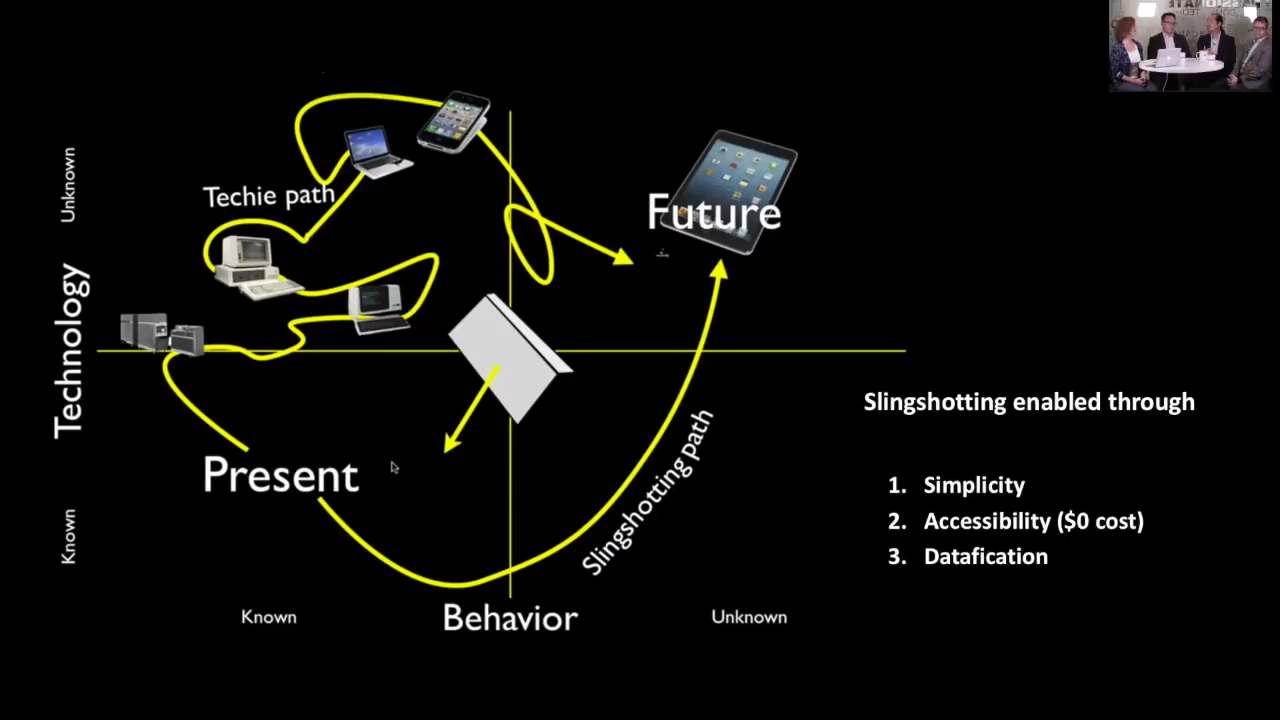 Unknown
Techie path
Future
Technology
Slingshotting enabled through
Present
Slingshotting path
1. Simplicity
2. Accessibility ($0 cost)
3. Datafication
Known
Known
Behavior
Unknown